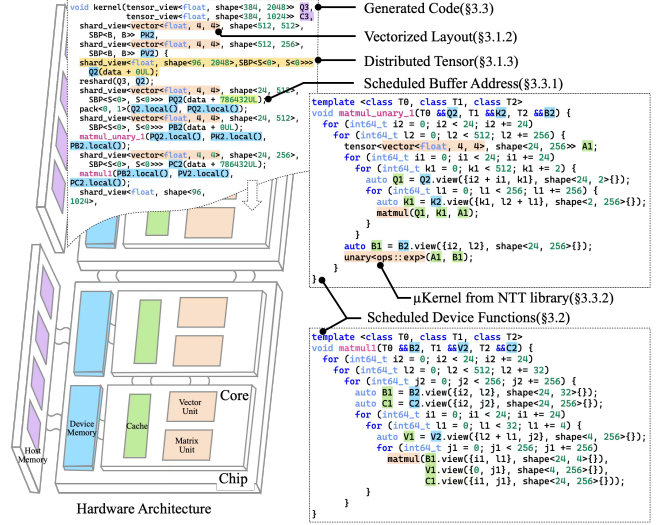 void kernel(tensor_view<float, shape<384, 2048>> Q3,
tensor_view<float, shape<384, 1024>> C3,
shard_view<vector<float, 4, 4>, shape<512, 512>,
SBP<B, B>> PK2,
shard_view<vector<float, 4, 4>, shape<512, 256>,
SBP<B, B>> PV2) {
shard_view<float, shape<96, 2048>,SBP<S<0>, S<0>>>
Q2(data + 0UL);
reshard(Q3, Q2);
shard_view<vector<float, 4, 4>, shape<24, 512>,
SBP<S<0>, S<0>>> PQ2(data + 786432UL);
pack<0, 1>(Q2.local(), PQ2.local());
shard_view<vector<float, 4, 4>, shape<24, 512>,
SBP<S<0>, S<0>>> PB2(data + 0UL);
matmul_unary_1(PQ2.local(), PK2.local(),
PB2.local());
shard_view<vector<float, 4, 4>, shape<24, 256>,
SBP<S<0>, S<0>>> PC2(data + 786432UL);
matmul1(PB2.local(), PV2.local(),
PC2.local());
shard_view<float, shape<96,
1024>,
Generated Code(§3.3)
Vectorized Layout(§3.1.2)
Distributed Tensor(§3.1.3)
Scheduled Buffer Address(§3.3.1)
template <class T0, class T1, class T2>
void matmul_unary_1(T0 &&Q2, T1 &&K2, T2 &&B2) {
for (int64_t i2 = 0; i2 < 24; i2 += 24)
for (int64_t l2 = 0; l2 < 512; l2 += 256) {
tensor<vector<float, 4, 4>, shape<24, 256>> A1;
for (int64_t i1 = 0; i1 < 24; i1 += 24)
for (int64_t k1 = 0; k1 < 512; k1 += 2) {
auto Q1 = Q2.view({i2 + i1, k1}, shape<24, 2>{});
for (int64_t l1 = 0; l1 < 256; l1 += 256)
auto K1 = K2.view({k1, l2 + l1}, shape<2, 256>{});
matmul(Q1, K1, A1);
}
auto B1 = B2.view({i2, l2}, shape<24, 256>{});
unary<ops::exp>(A1, B1);
}
}
μKernel from NTT library(§3.3.2)
Scheduled Device Functions(§3.2)
template <class T0, class T1, class T2>
void matmul1(T0 &&B2, T1 &&V2, T2 &&C2) {
for (int64_t i2 = 0; i2 < 24; i2 += 24)
for (int64_t l2 = 0; l2 < 512; l2 += 32)
for (int64_t j2 = 0; j2 < 256; j2 += 256) {
auto B1 = B2.view({i2, l2}, shape<24, 32>{});
auto C1 = C2.view({i2, j2}, shape<24, 256>{});
for (int64_t i1 = 0; i1 < 24; i1 += 24)
for (int64_t l1 = 0; l1 < 32; l1 += 4) {
auto V1 = V2.view({l2 + l1, j2}, shape<4, 256>{});
for (int64_t j1 = 0; j1 < 256; j1 += 256)
matmul(B1.view({i1, l1}, shape<24, 4>{}),
V1.view({0, j1}, shape<4, 256>{}),
C1.view({i1, j1}, shape<24, 256>{});
}
}
}
Core
Vector
Unit
Device
Memory
Cache
Matrix
Unit
Host
Memory
Chip
Hardware Architecture